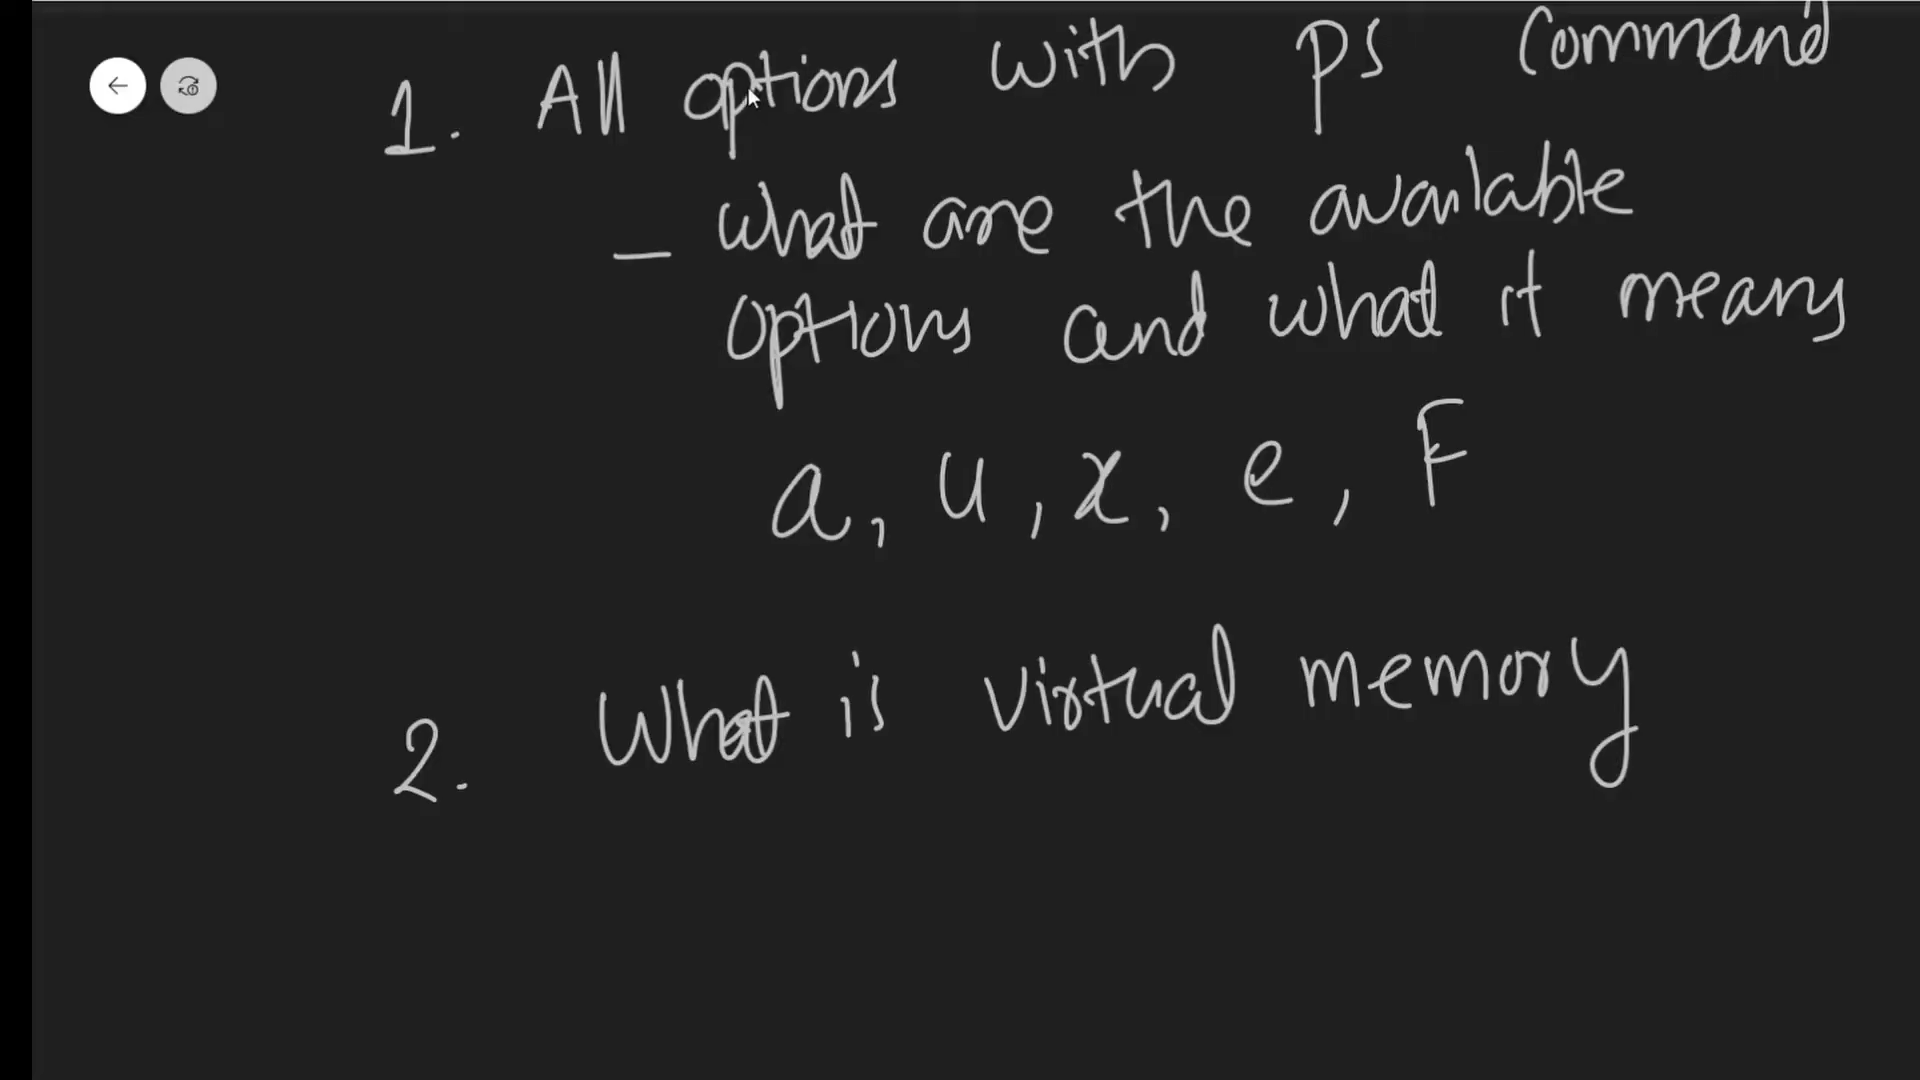 1. All options with ps command
- what are the available
options and what it means
a, u, x, e, F
2. What is virtual memory